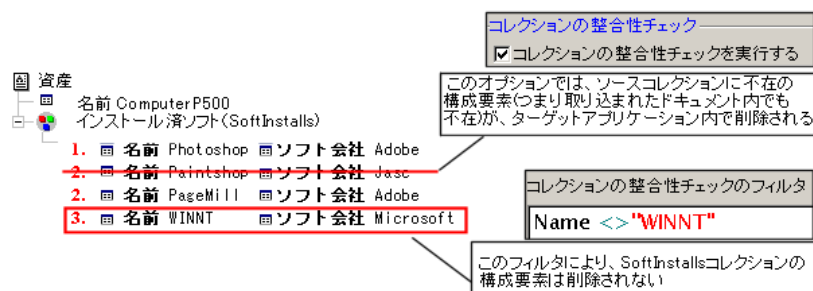 コレクションの整合性チェック
コレクションの整合性チェックを実行する
資産
名前 ComputerP500
インストール済ソフト(SoftInstalls)
このオプションでは、ソースコレクションに不在の
構成要素(つまり取り込まれたドキュメント内でも
不在)が、ターゲットアプリケーション内で削除される
1. 名前 Photoshop ソフト会社 Adobe
2. 名前 Paintshop ソフト会社 Jasc
2. 名前 PageMill ソフト会社 Adobe
3. 名前 WINNT ソフト会社 Microsoft
コレクションの整合性チェックのフィルタ
Name <>"WINNT"
このフィルタにより、SoftInstallsコレクションの
構成要素は削除されない